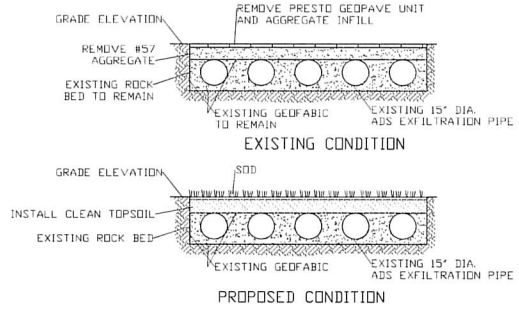 GRADE ELEVATION
REMOVE PRESTO GEOPAVE UNIT
AND AGGREGATE INFILL
REMOVE #57
AGGREGATE
EXISTING ROCK
BED TO REMAIN
EXISTING GEOFABIC
TO REMAIN
EXISTING 15" DIA.
ADS EXFILTRATION PIPE
EXISTING CONDITION
GRADE ELEVATION
SOD
INSTALL CLEAN TOPSOIL
EXISTING ROCK BED
EXISTING GEOFABIC
EXISTING 15" DIA.
ADS EXFILTRATION PIPE
PROPOSED CONDITION